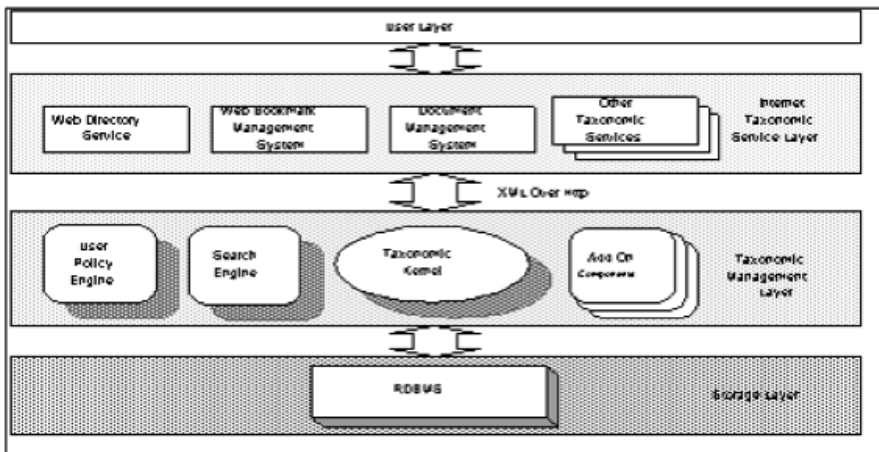 User Layer
Web Directory
Service
Web Bookmark
Management
System
Document
Management
System
Other
Taxonomic
Services
Internet
Taxonomic
Service Layer
XML Over Http
User
Policy
Engine
Search
Engine
Taxonomic
Kernel
Add On
Components
Taxonomic
Management
Layer
RDBMS
Storage Layer